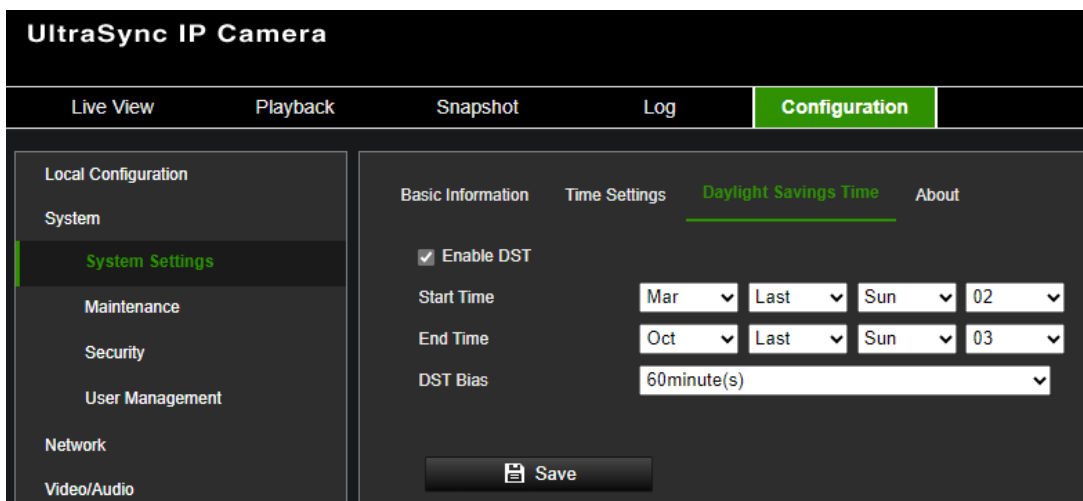 UltraSync IP Camera
Live View Playback Snapshot Log Configuration
Local Configuration
System
System Settings
Maintenance
Security
User Management
Network
Video/Audio
Basic Information Time Settings Daylight Savings Time About
Enable DST
Start Time Mar Last Sun 02
End Time Oct Last Sun 03
DST Bias 60minute(s)
Save